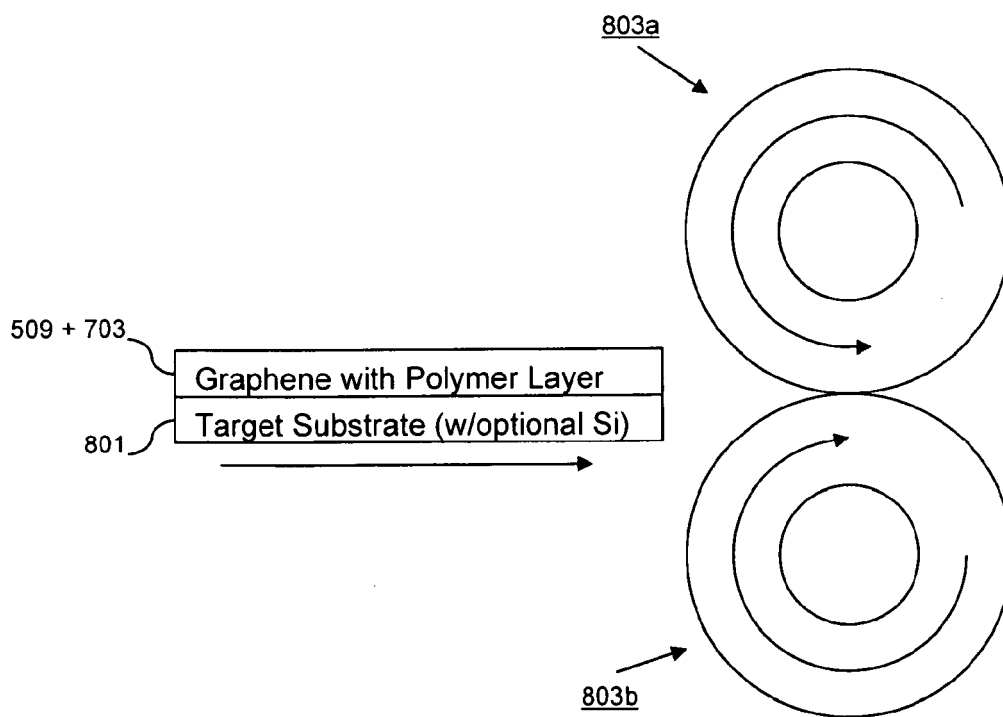 803a
509 + 703
Graphene with Polymer Layer
Target Substrate (w/optional Si)
801
803b